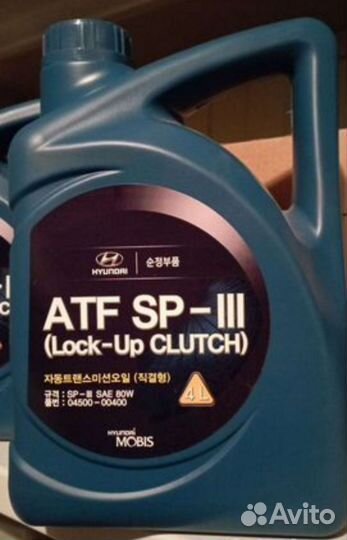 HYUNDAI
순정부품
ATF SP-III
(Lock-Up CLUTCH)
자동트랜스미션오일 (직결형)
규격 : SP-III SAE 80W
품번 : 04500-00400
4 L
HYUNDAI
MOBIS
Avito